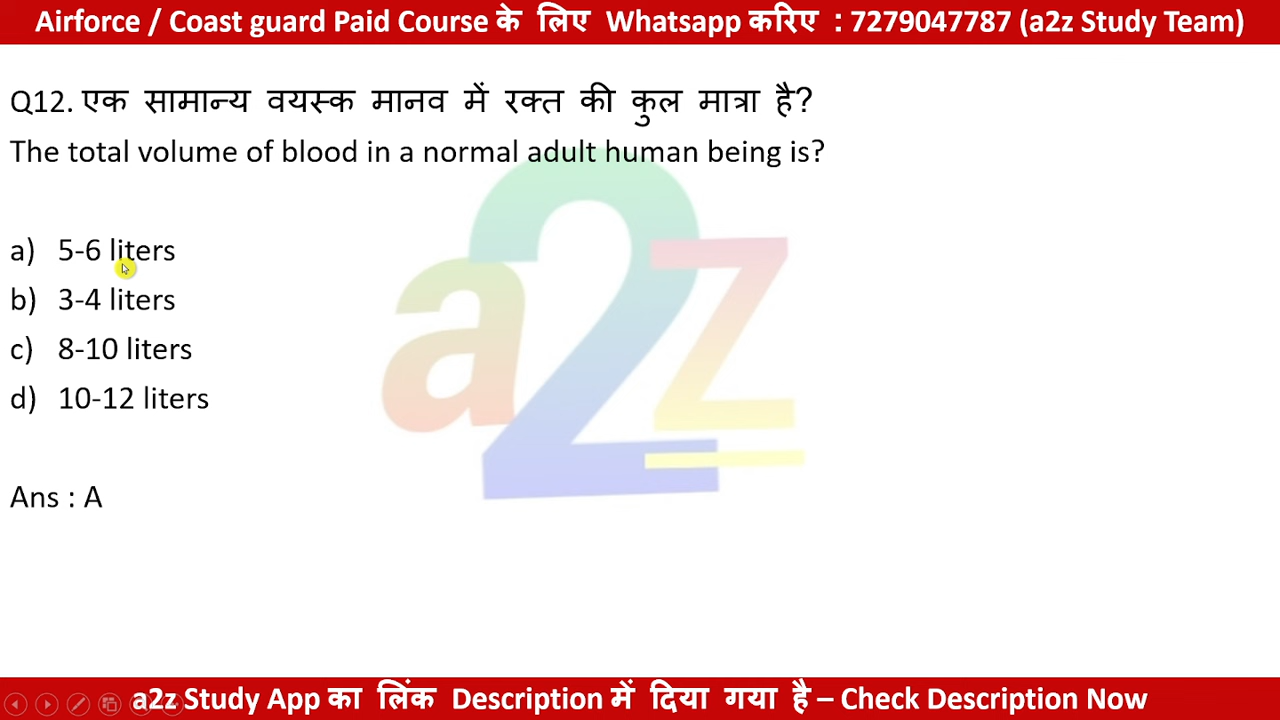 Airforce / Coast guard Paid Course के लिए Whatsapp करिए : 7279047787 (a2z Study Team)
Q12. एक सामान्य वयस्क मानव में रक्त की कुल मात्रा है?
The total volume of blood in a normal adult human being is?
a) 5-6 liters
b) 3-4 liters
c) 8-10 liters
d) 10-12 liters
a2z
Ans : A
a2z Study App का लिंक Description में दिया गया है – Check Description Now